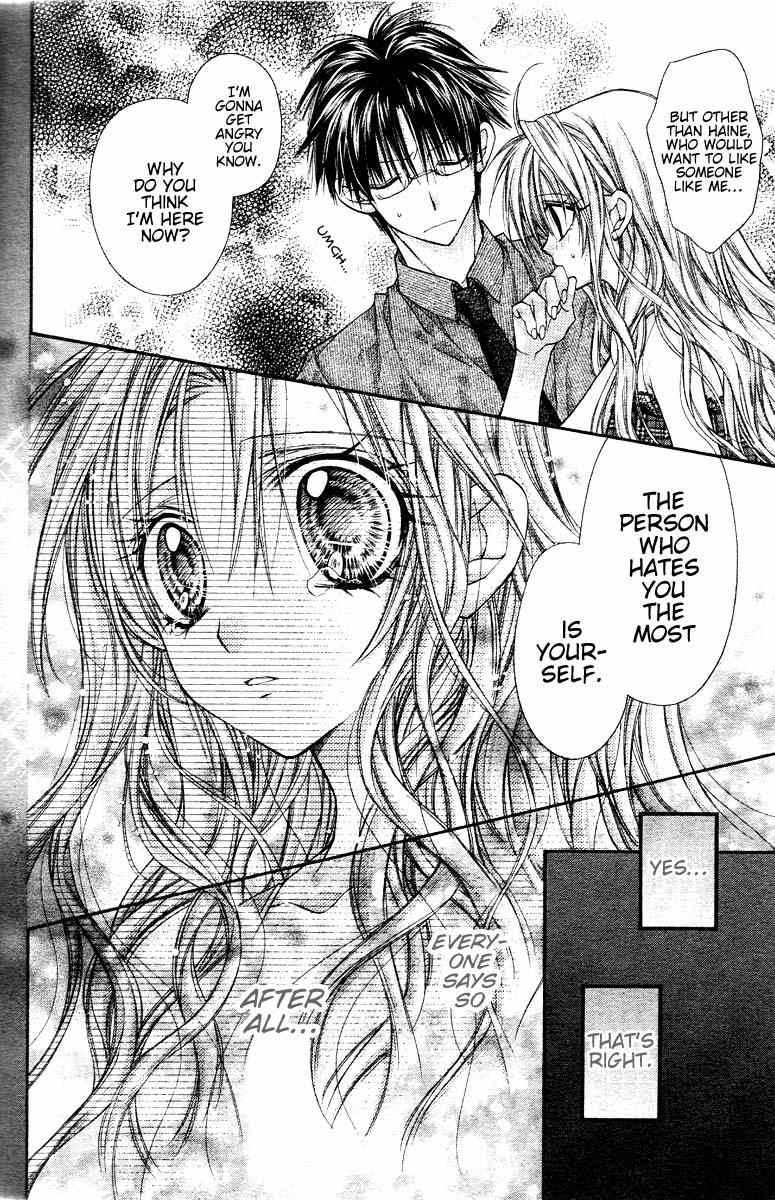 BUT OTHER
THAN HAINE,
WHO WOULD
WANT TO LIKE
SOMEONE
LIKE ME...
UMGH...
I'M
GONNA
GET
ANGRY
YOU
KNOW.
WHY
DO YOU
THINK
I'M HERE
NOW?
THE
PERSON
WHO
HATES
YOU
THE
MOST
IS
YOUR-
SELF.
YES...
THAT'S
RIGHT.
EVERY-
ONE
SAYS
SO
AFTER
ALL...